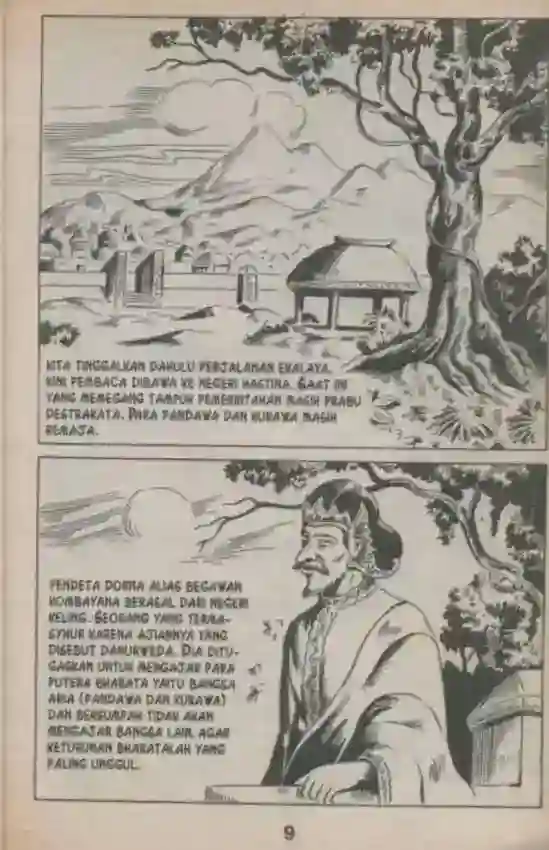 KITA TINGGALKAN DAHULU PERJALANAN EKALAYA.
KINI PEMBACA DIBAWA KE NEGERI HASTINA. SAAT INI
YANG MEMEGANG TAMPUK PEMERINTAHAN MASIH PRABU
DESTRARATA. PARA PANDAWA DAN KURAWA MASIH
REMAJA.
PENDETA DORNA ALIAS BEGAWAN
KOMBAYANA BERASAL DARI NEGERI
KELING. SEORANG YANG TERMA-
SYHUR KARENA AJIANNYA YANG
DISEBUT DANURWEDA. DIA DITU-
GASKAN UNTUK MENGAJAR PARA
PUTERA BHARATA YAITU BANGSA
ARIA (PANDAWA DAN KURAWA)
DAN BERSUMPAH TIDAK AKAN
MENGAJAR BANGSA LAIN, AGAR
KETURUNAN BHARATALAH YANG
PALING UNGGUL.
9